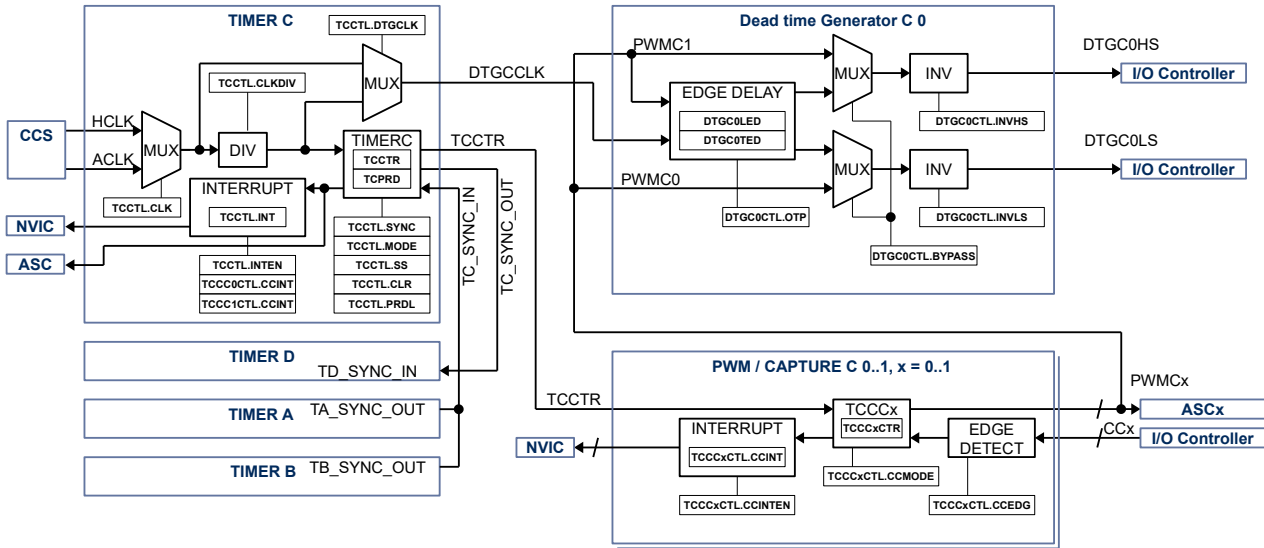 TIMER C
TCCTL.DTGCLK
MUX
DTGCCLK
TCCTL.CLKDIV
CCS
HCLK
ACLK
MUX
DIV
TCCTL.CLK
TIMERC
TCCTR
TCPRD
TCCTR
INTERRUPT
TCCTL.INT
NVIC
ASC
TCCTL.INTEN
TCCC0CTL.CCINT
TCCC1CTL.CCINT
TCCTL.SYNC
TCCTL.MODE
TCCTL.SS
TCCTL.CLR
TCCTL.PRDL
TC_SYNC_IN
TC_SYNC_OUT
TIMER D
TD_SYNC_IN
TIMER A
TA_SYNC_OUT
TIMER B
TB_SYNC_OUT
Dead time Generator C 0
PWMC1
MUX
INV
DTGC0HS
I/O Controller
EDGE DELAY
DTGC0LED
DTGC0TED
DTGC0CTL.INVHS
MUX
INV
DTGC0LS
I/O Controller
PWMC0
DTGC0CTL.OTP
DTGC0CTL.INVLS
DTGC0CTL.BYPASS
PWM / CAPTURE C 0..1, x = 0..1
TCCTR
TCCCx
TCCCxCTR
PWMCx
ASCx
CCx
I/O Controller
NVIC
INTERRUPT
TCCCxCTL.CCINT
EDGE
DETECT
TCCCxCTL.CCMODE
TCCCxCTL.CCINTEN
TCCCxCTL.CCEDG